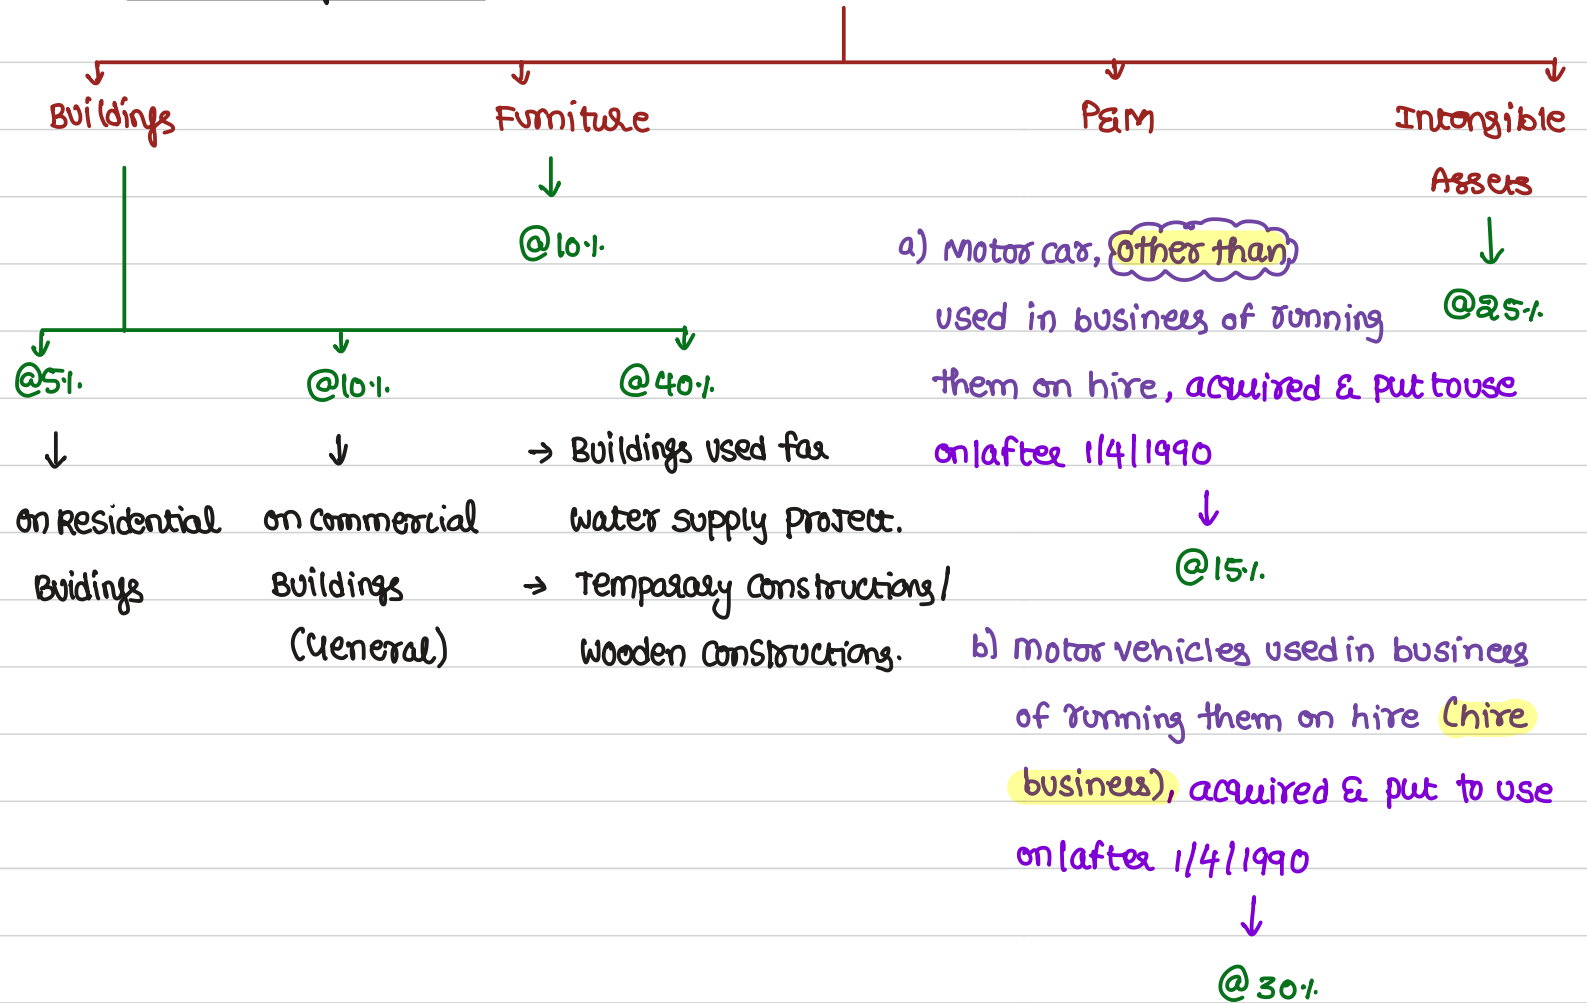 Buildings
Furniture
P&M
Intangible
Assets
@10%
@25%
@5%
@10%
@40%
on Residential
Buidings
on commercial
Buildings
(General)
→ Buildings used for
water supply project.
→ Temparary constructions/
wooden constructions.
a) Motor car, other than,
used in business of running
them on hire, acquired & put to use
on/after 1/4/1990
@15%
b) Motor vehicles used in business
of running them on hire (hire
business), acquired & put to use
on/after 1/4/1990
@30%